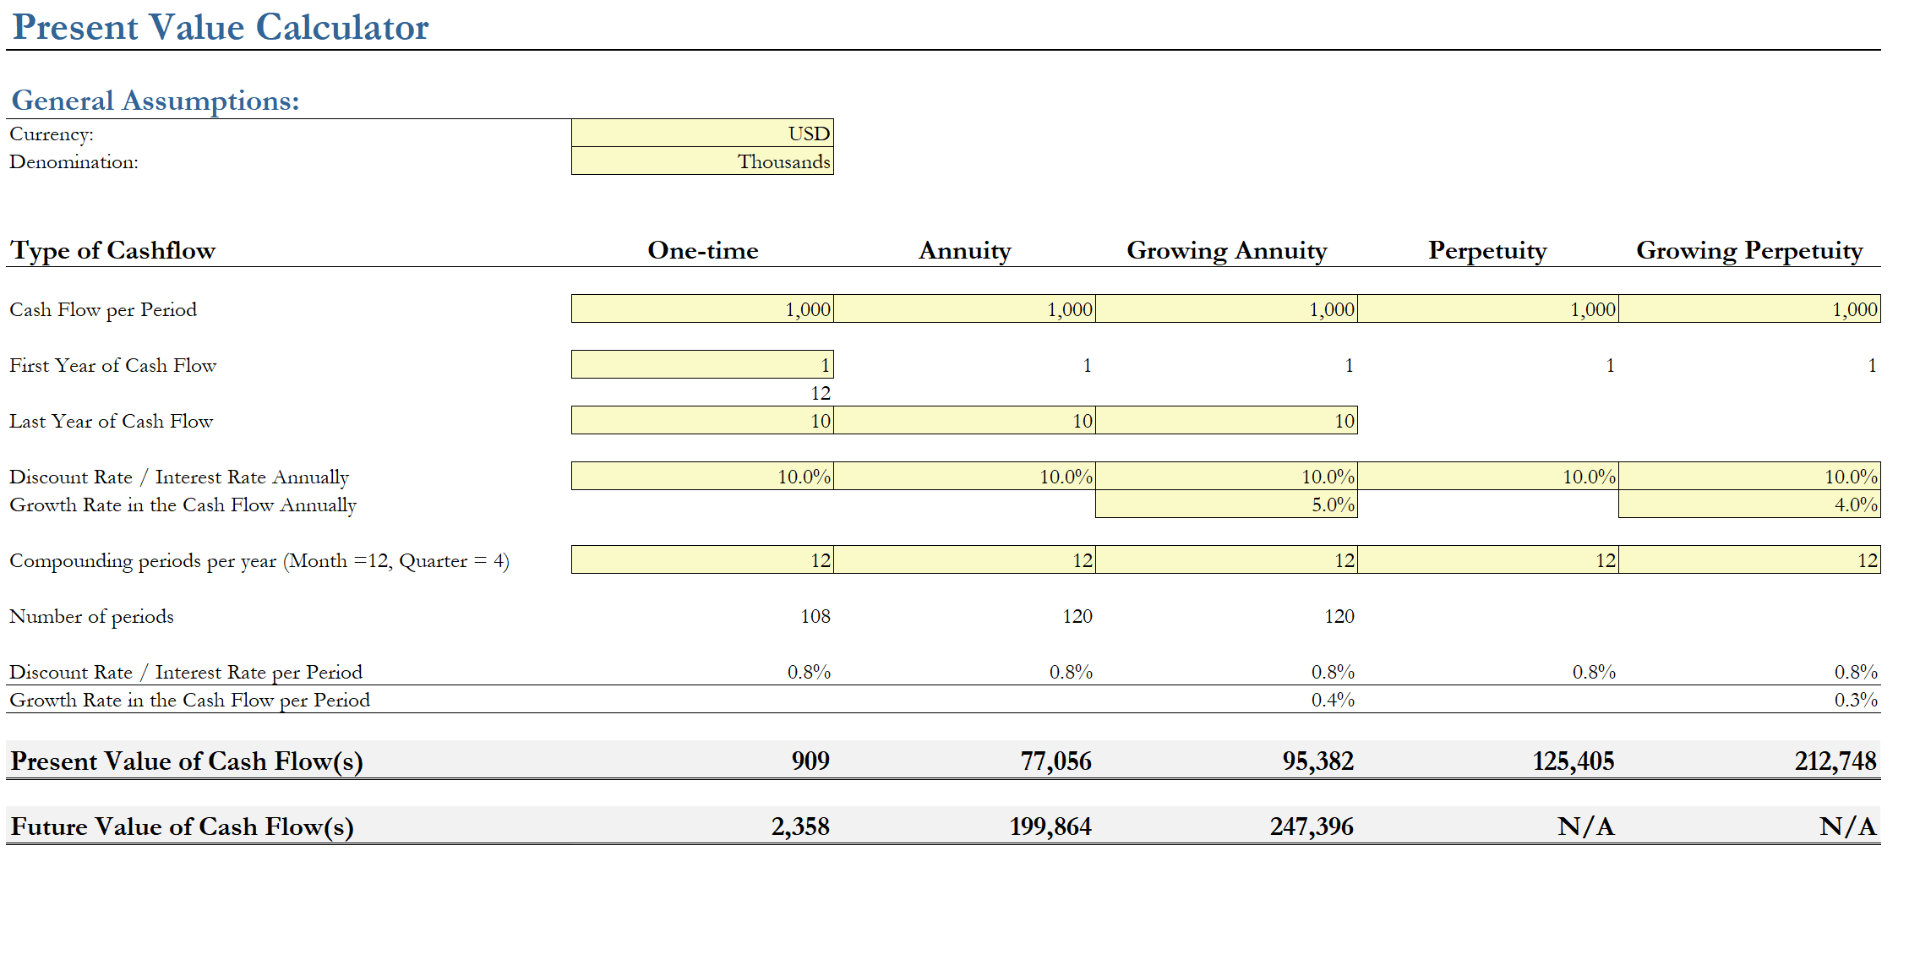 Present Value Calculator
General Assumptions:
Currency: USD
Denomination: Thousands
Type of Cashflow One-time Annuity Growing Annuity Perpetuity Growing Perpetuity
Cash Flow per Period 1,000 1,000 1,000 1,000 1,000
First Year of Cash Flow 1 1 1 1 1
12
Last Year of Cash Flow 10 10 10
Discount Rate / Interest Rate Annually 10.0% 10.0% 10.0% 10.0% 10.0%
Growth Rate in the Cash Flow Annually 5.0% 4.0%
Compounding periods per year (Month =12, Quarter = 4) 12 12 12 12 12
Number of periods 108 120 120
Discount Rate / Interest Rate per Period 0.8% 0.8% 0.8% 0.8% 0.8%
Growth Rate in the Cash Flow per Period 0.4% 0.3%
Present Value of Cash Flow(s) 909 77,056 95,382 125,405 212,748
Future Value of Cash Flow(s) 2,358 199,864 247,396 N/A N/A